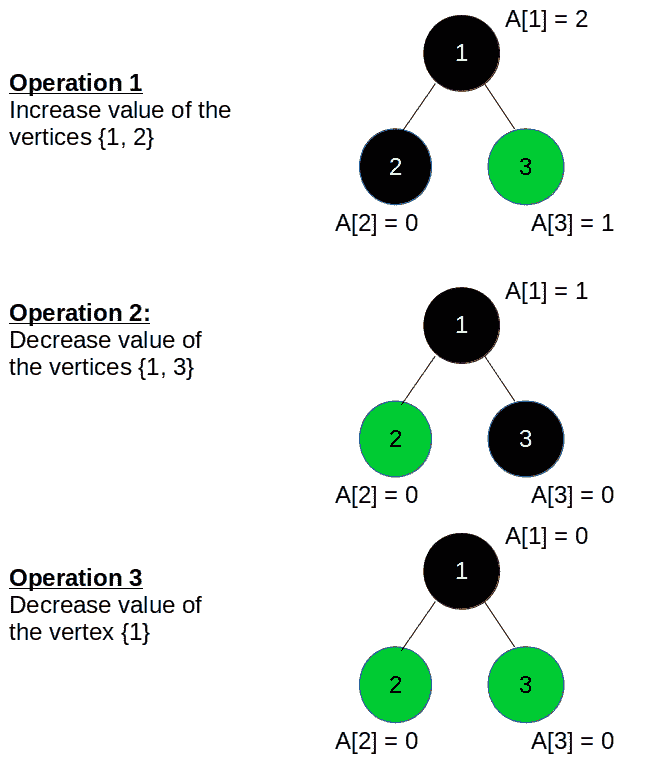 A[1] = 2
1
Operation 1
Increase value of the
vertices {1, 2}
2
3
A[2] = 0
A[3] = 1
A[1] = 1
Operation 2:
1
Decrease value of
the vertices {1, 3}
2
3
A[2] = 0
A[3] = 0
A[1] = 0
1
Operation 3
Decrease value of
the vertex {1}
2
3
A[2] = 0
A[3] = 0